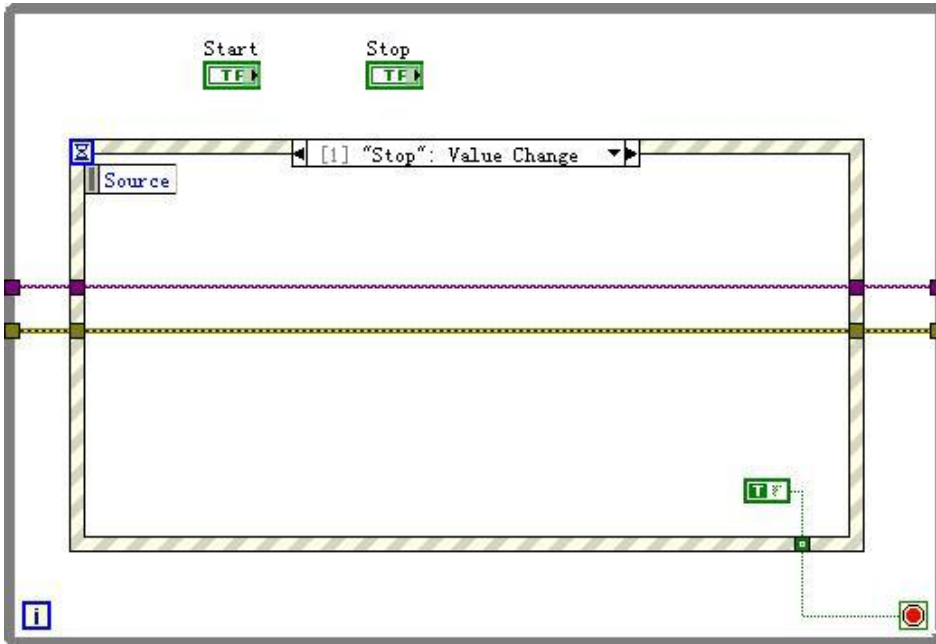 Start
Stop
TF
TF
[1] "Stop": Value Change
Source
T F
i